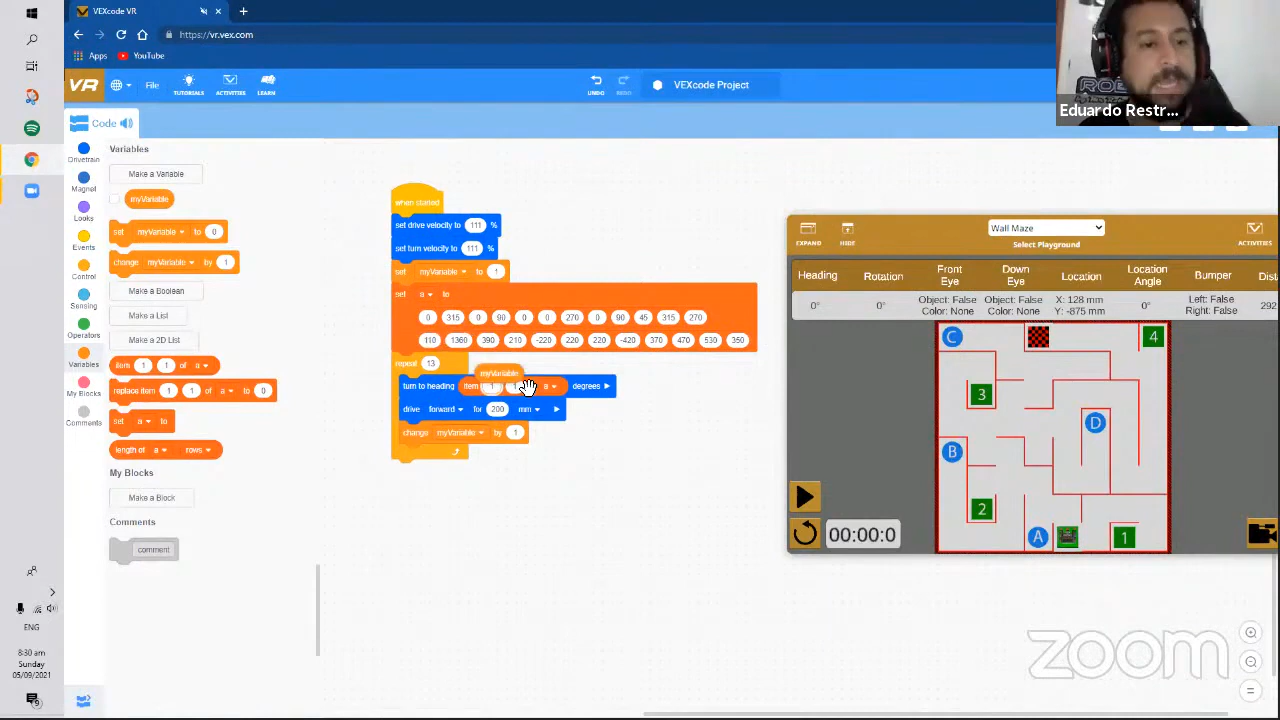 VEXcode VR
https://vr.vex.com
Apps
YouTube
VR
File
TUTORIALS
ACTIVITIES
LEARN
UNDO
REDO
VEXcode Project
Eduardo Restr...
Code
Variables
Drivetrain
Magnet
Looks
Events
Control
Sensing
Operators
Variables
My Blocks
Comments
Make a Variable
myVariable
set myVariable to 0
change myVariable by 1
Make a Boolean
Make a List
Make a 2D List
item 1 1 of a
replace item 1 1 of a to 0
set a to
length of a rows
My Blocks
Make a Block
Comments
comment
when started
set drive velocity to 111 %
set turn velocity to 111 %
set myVariable to 1
set a to
0 315 0 90 0 0 270 0 90 45 315 270
110 1360 390 210 -220 220 220 -420 370 470 530 350
repeat 13
myVariable
turn to heading item 1 1 a degrees
drive forward for 200 mm
change myVariable by 1
EXPAND
HIDE
Wall Maze
Select Playground
ACTIVITIES
Heading Rotation Front Eye Down Eye Location Location Angle Bumper
0° 0° Object: False Color: None Object: False Color: None X: 128 mm Y: -875 mm 0° Left: False Right: False 292
C 4
3
D
B
2
A 1
00:00:0
zoom
ENG
8:30 am
Sunday
05/09/2021